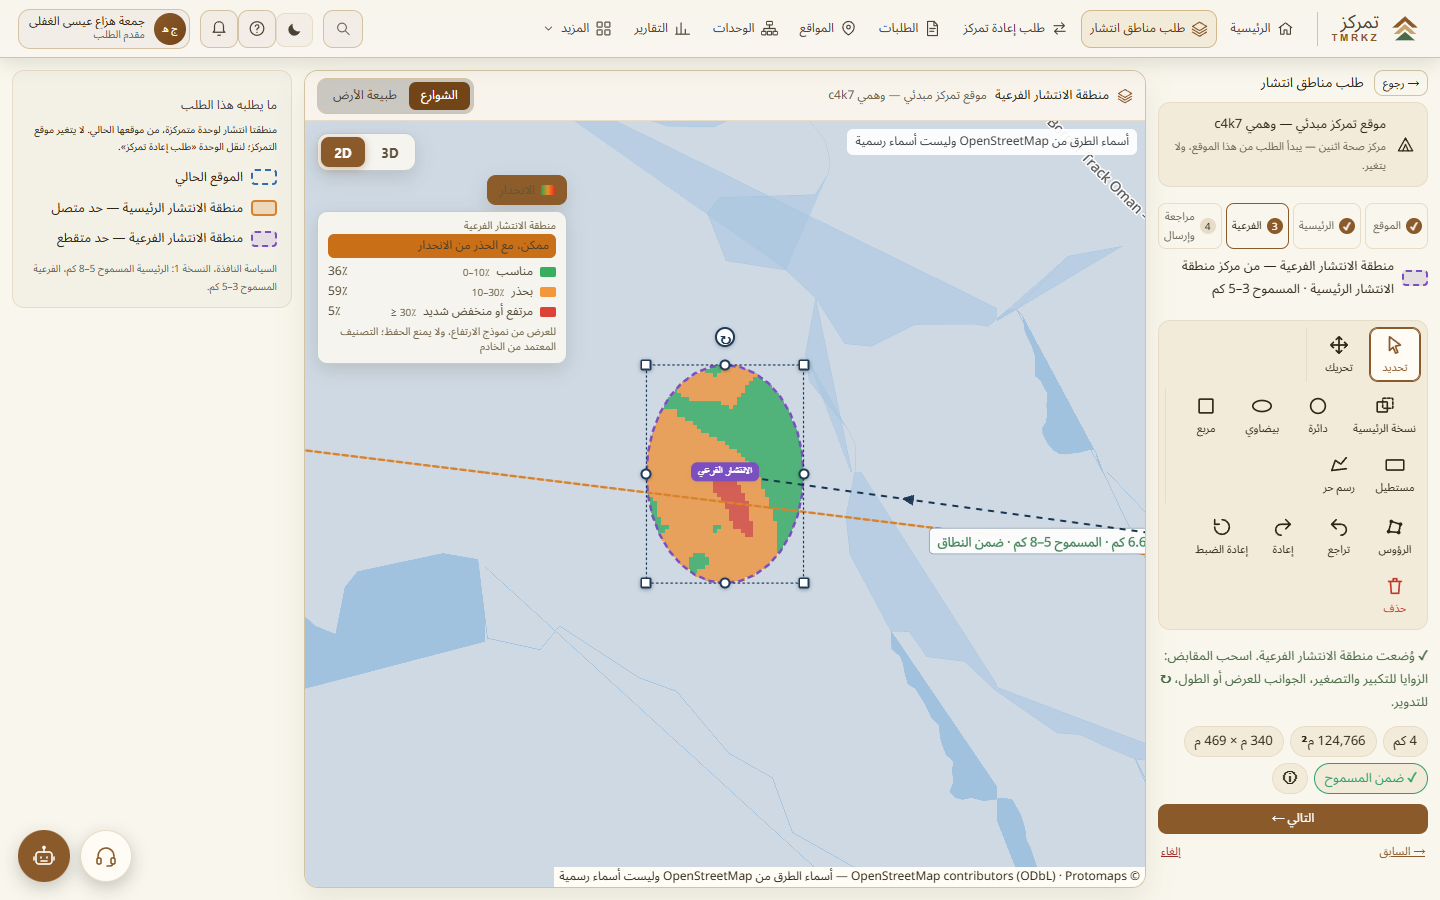 تمركز
TMRKZ
الرئيسية
طلب مناطق انتشار
طلب إعادة تمركز
الطلبات
المواقع
الوحدات
التقارير
المزيد
جمعة هزاع عيسى الغفلي
مقدم الطلب
ج ه
→ رجوع
طلب مناطق انتشار
موقع تمركز مبدئي — وهمي c4k7
مركز صحة اثنين — يبدأ الطلب من هذا الموقع، ولا
يتغير.
الموقع
الرئيسية
3 الفرعية
4 مراجعة
وإرسال
منطقة الانتشار الفرعية — من مركز منطقة
الانتشار الرئيسية · المسموح 3–5 كم
تحديد
تحريك
نسخة الرئيسية
دائرة
بيضاوي
مربع
مستطيل
رسم حر
الرؤوس
تراجع
إعادة
إعادة الضبط
حذف
✓ وُضعت منطقة الانتشار الفرعية. اسحب المقابض:
الزوايا للتكبير والتصغير، الجوانب للعرض أو الطول، ↻
للتدوير.
4 كم
124,766 م²
340 م × 469 م
✓ ضمن المسموح
التالي ←
→ السابق
إلغاء
منطقة الانتشار الفرعية
موقع تمركز مبدئي — وهمي c4k7
الشوارع
طبيعة الأرض
أسماء الطرق من OpenStreetMap وليست أسماء رسمية
Track Oman -
2D
3D
الانحدار
منطقة الانتشار الفرعية
ممكن، مع الحذر من الانحدار
مناسب 0–10٪ 36٪
بحذر 10–30٪ 59٪
مرتفع أو منخفض شديد ≥ 30٪ 5٪
للعرض من نموذج الارتفاع، ولا يمنع الحفظ؛ التصنيف
المعتمد من الخادم
الانتشار الفرعي
6.6 كم · المسموح 5–8 كم · ضمن النطاق
© OpenStreetMap contributors (ODbL) · Protomaps — أسماء الطرق من OpenStreetMap وليست أسماء رسمية
ما يطلبه هذا الطلب
منطقتا انتشار لوحدة متمركزة، من موقعها الحالي. لا يتغير موقع
التمركز؛ لنقل الوحدة «طلب إعادة تمركز».
الموقع الحالي
منطقة الانتشار الرئيسية — حد متصل
منطقة الانتشار الفرعية — حد متقطع
السياسة النافذة، النسخة 1: الرئيسية المسموح 5–8 كم، الفرعية
المسموح 3–5 كم.